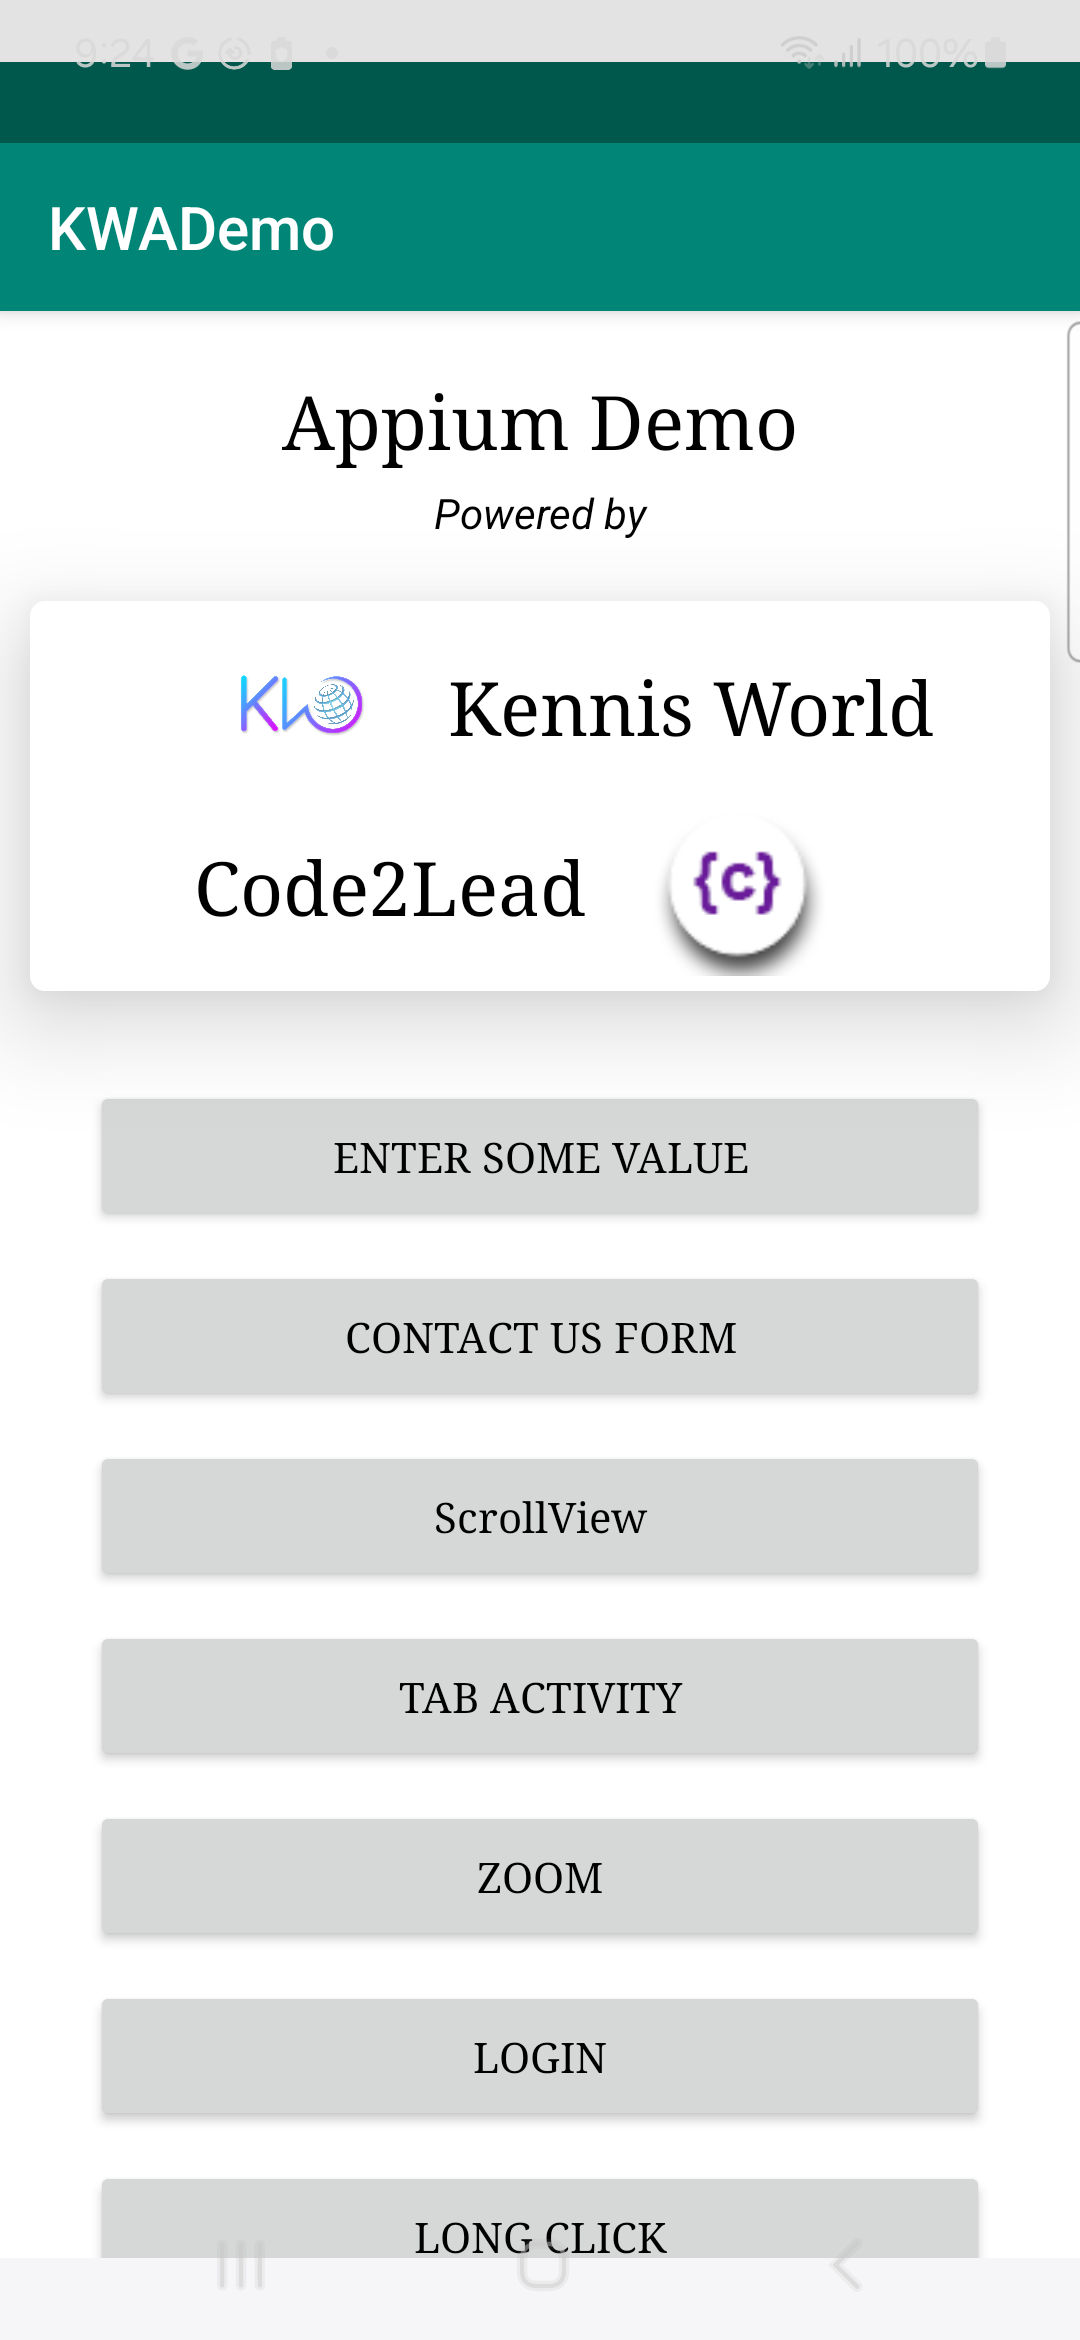 9:24 100%
KWADemo
Appium Demo
Powered by
Kennis World
Code2Lead {c}
ENTER SOME VALUE
CONTACT US FORM
ScrollView
TAB ACTIVITY
ZOOM
LOGIN
LONG CLICK